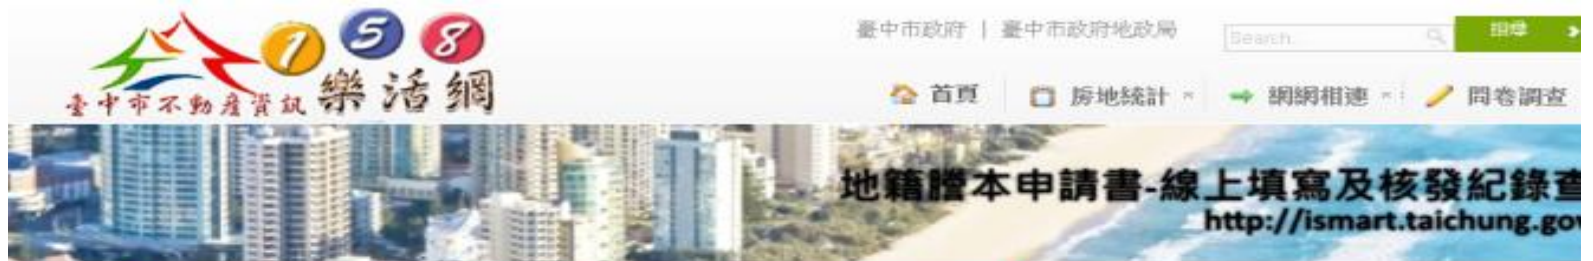 臺中市政府 | 臺中市政府地政局
Search...
搜尋
158
臺中市不動產資訊 樂活網
首頁 房地統計 網網相連 問卷調查
地籍謄本申請書-線上填寫及核發紀錄查
http://ismart.taichung.gov